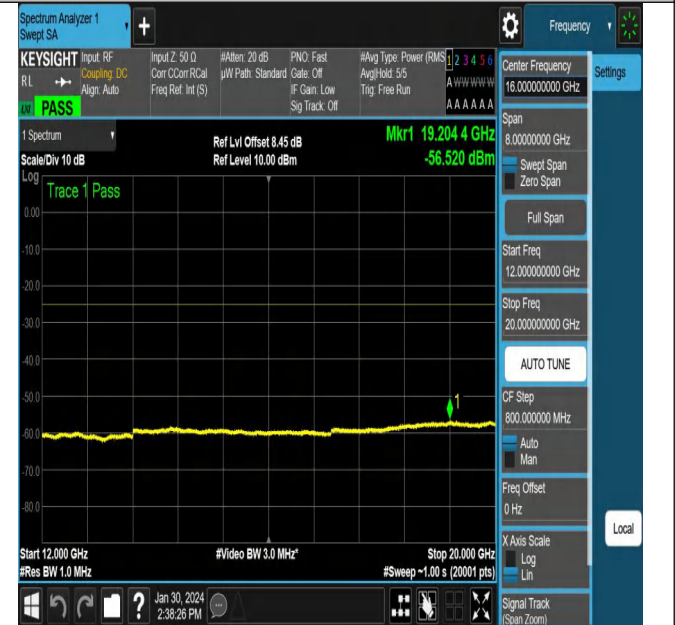 Spectrum Analyzer 1
Swept SA
+
Frequency
KEYSIGHT
RL
PASS
Input: RF
Coupling: DC
Align: Auto
Input Z: 50 Ω
Corr CCorr RCal
Freq Ref: Int (S)
#Atten: 20 dB
µW Path: Standard
PNO: Fast
Gate: Off
IF Gain: Low
Sig Track: Off
#Avg Type: Power (RMS
Avg|Hold: 5/5
Trig: Free Run
1 2 3 4 5 6
A W W W W W
A A A A A A
1 Spectrum
Scale/Div 10 dB
Ref Lvl Offset 8.45 dB
Ref Level 10.00 dBm
Mkr1 19.204 4 GHz
-56.520 dBm
Log
Trace 1 Pass
0.00
-10.0
-20.0
-30.0
-40.0
-50.0
-60.0
-70.0
-80.0
1
Start 12.000 GHz
#Res BW 1.0 MHz
#Video BW 3.0 MHz*
Stop 20.000 GHz
#Sweep ~1.00 s (20001 pts)
?
Jan 30, 2024
2:38:26 PM
Center Frequency
16.000000000 GHz
Span
8.00000000 GHz
Swept Span
Zero Span
Full Span
Start Freq
12.000000000 GHz
Stop Freq
20.000000000 GHz
AUTO TUNE
CF Step
800.000000 MHz
Auto
Man
Freq Offset
0 Hz
X Axis Scale
Log
Lin
Signal Track
(Span Zoom)
Settings
Local